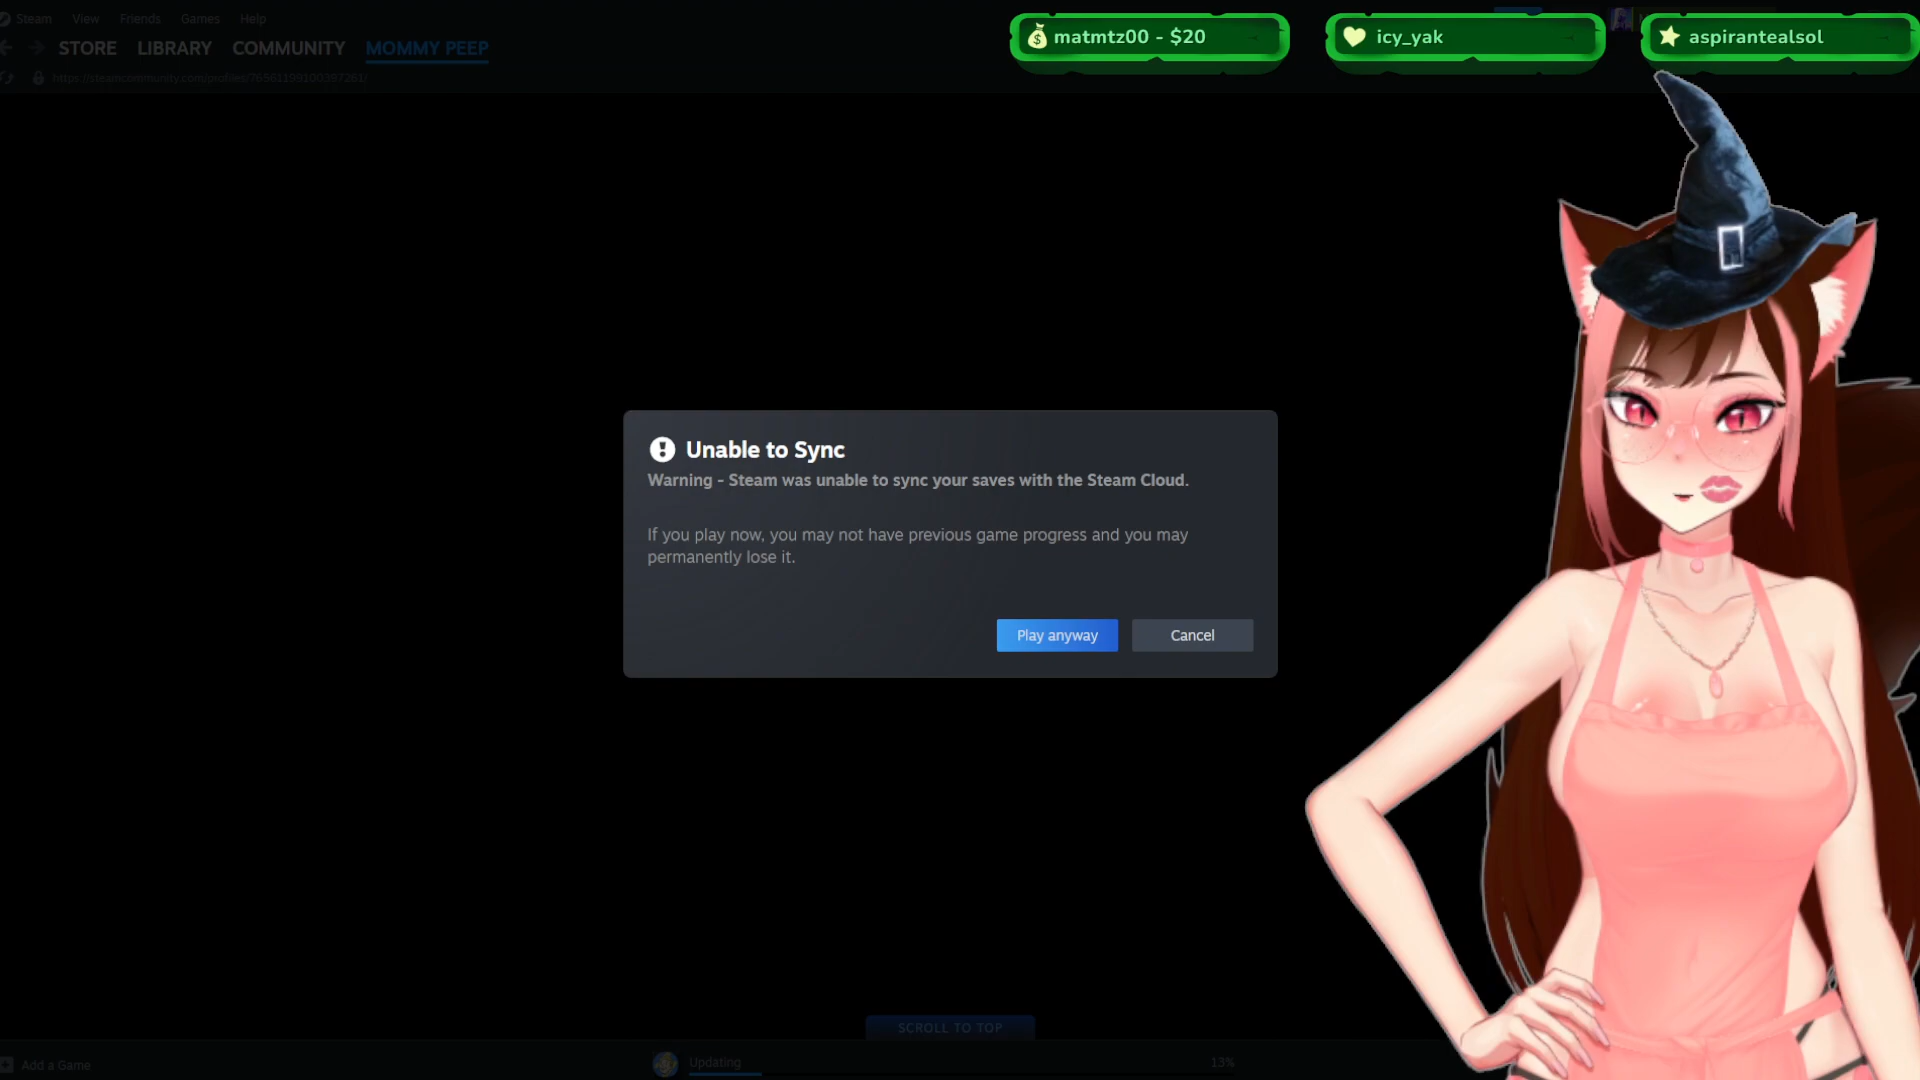 Steam View Friends Games Help
STORE LIBRARY COMMUNITY MOMMY PEEP
matmtz00 - $20
icy_yak
aspirantealsol
Unable to Sync
Warning - Steam was unable to sync your saves with the Steam Cloud.
If you play now, you may not have previous game progress and you may
permanently lose it.
Play anyway
Cancel
SCROLL TO TOP
Add a Game
Updating
13%